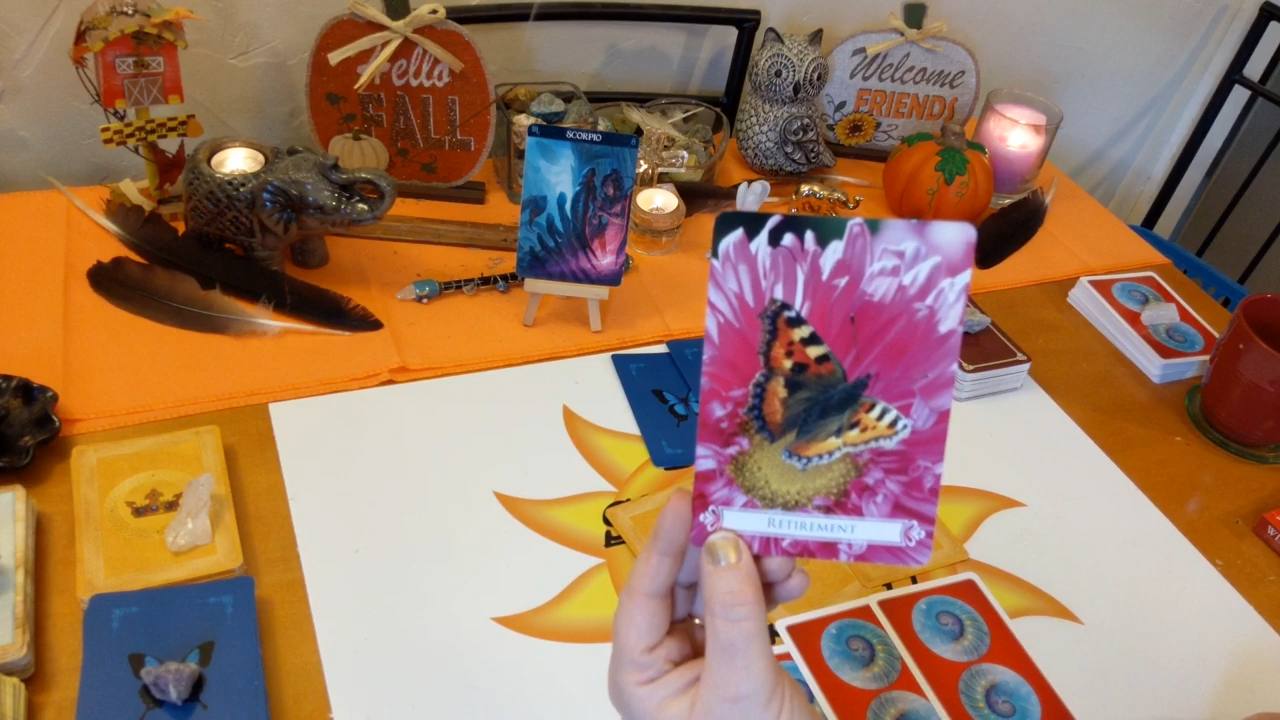 Hello
FALL
Welcome
FRIENDS
SCORPIO
RETIREMENT